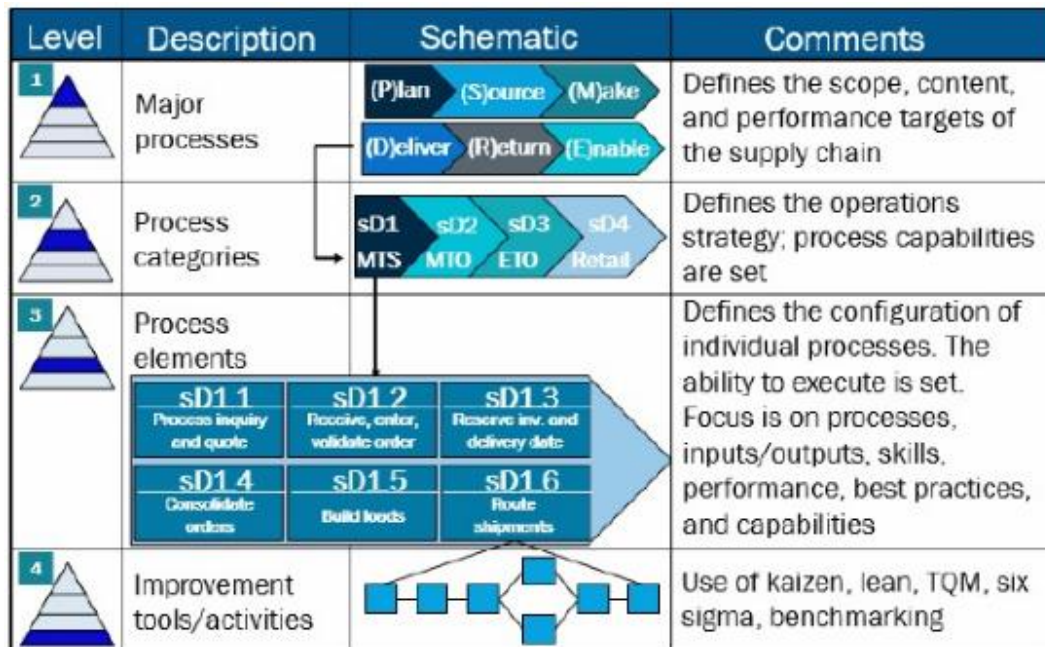 Level Description Schematic Comments
1
Major
processes
(P)lan (S)ource (M)ake
(D)eliver (R)eturn (E)nable
Defines the scope, content,
and performance targets of
the supply chain
2
Process
categories
sD1 sD2 sD3 sD4
MTS MTO ETO Retail
Defines the operations
strategy; process capabilities
are set
3
Process
elements
sD1.1 sD1.2 sD1.3
Process inquiry Receive, enter, Reserve inv. and
and quote validate order delivery date
sD1.4 sD1.5 sD1.6
Consolidate Build loads Route
orders shipments
Defines the configuration of
individual processes. The
ability to execute is set.
Focus is on processes,
inputs/outputs, skills,
performance, best practices,
and capabilities
4
Improvement
tools/activities
Use of kaizen, lean, TQM, six
sigma, benchmarking